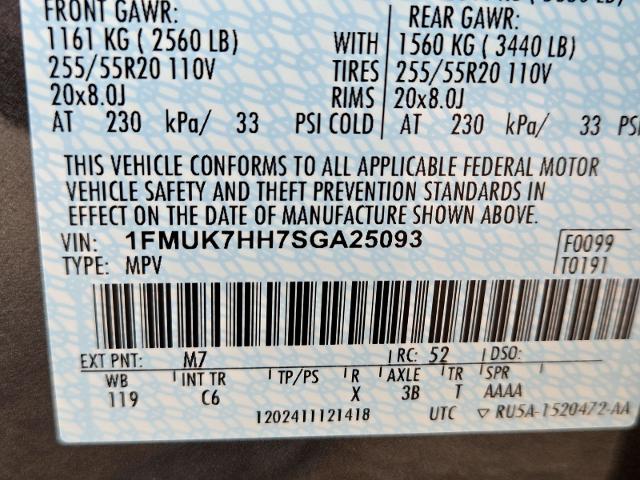 FRONT GAWR: REAR GAWR:
1161 KG ( 2560 LB) WITH 1560 KG ( 3440 LB)
255/55R20 110V TIRES 255/55R20 110V
20x8.0J RIMS 20x8.0J
AT 230 kPa/ 33 PSI COLD AT 230 kPa/ 33 PSI
THIS VEHICLE CONFORMS TO ALL APPLICABLE FEDERAL MOTOR
VEHICLE SAFETY AND THEFT PREVENTION STANDARDS IN
EFFECT ON THE DATE OF MANUFACTURE SHOWN ABOVE.
VIN: 1FMUK7HH7SGA25093 F0099
TYPE: MPV T0191
EXT PNT: M7 RC: 52 DSO:
WB INT TR TP/PS R AXLE TR SPR
119 C6 X 3B T AAAA
1202411121418 UTC ▽ RU5A-1520472-AA